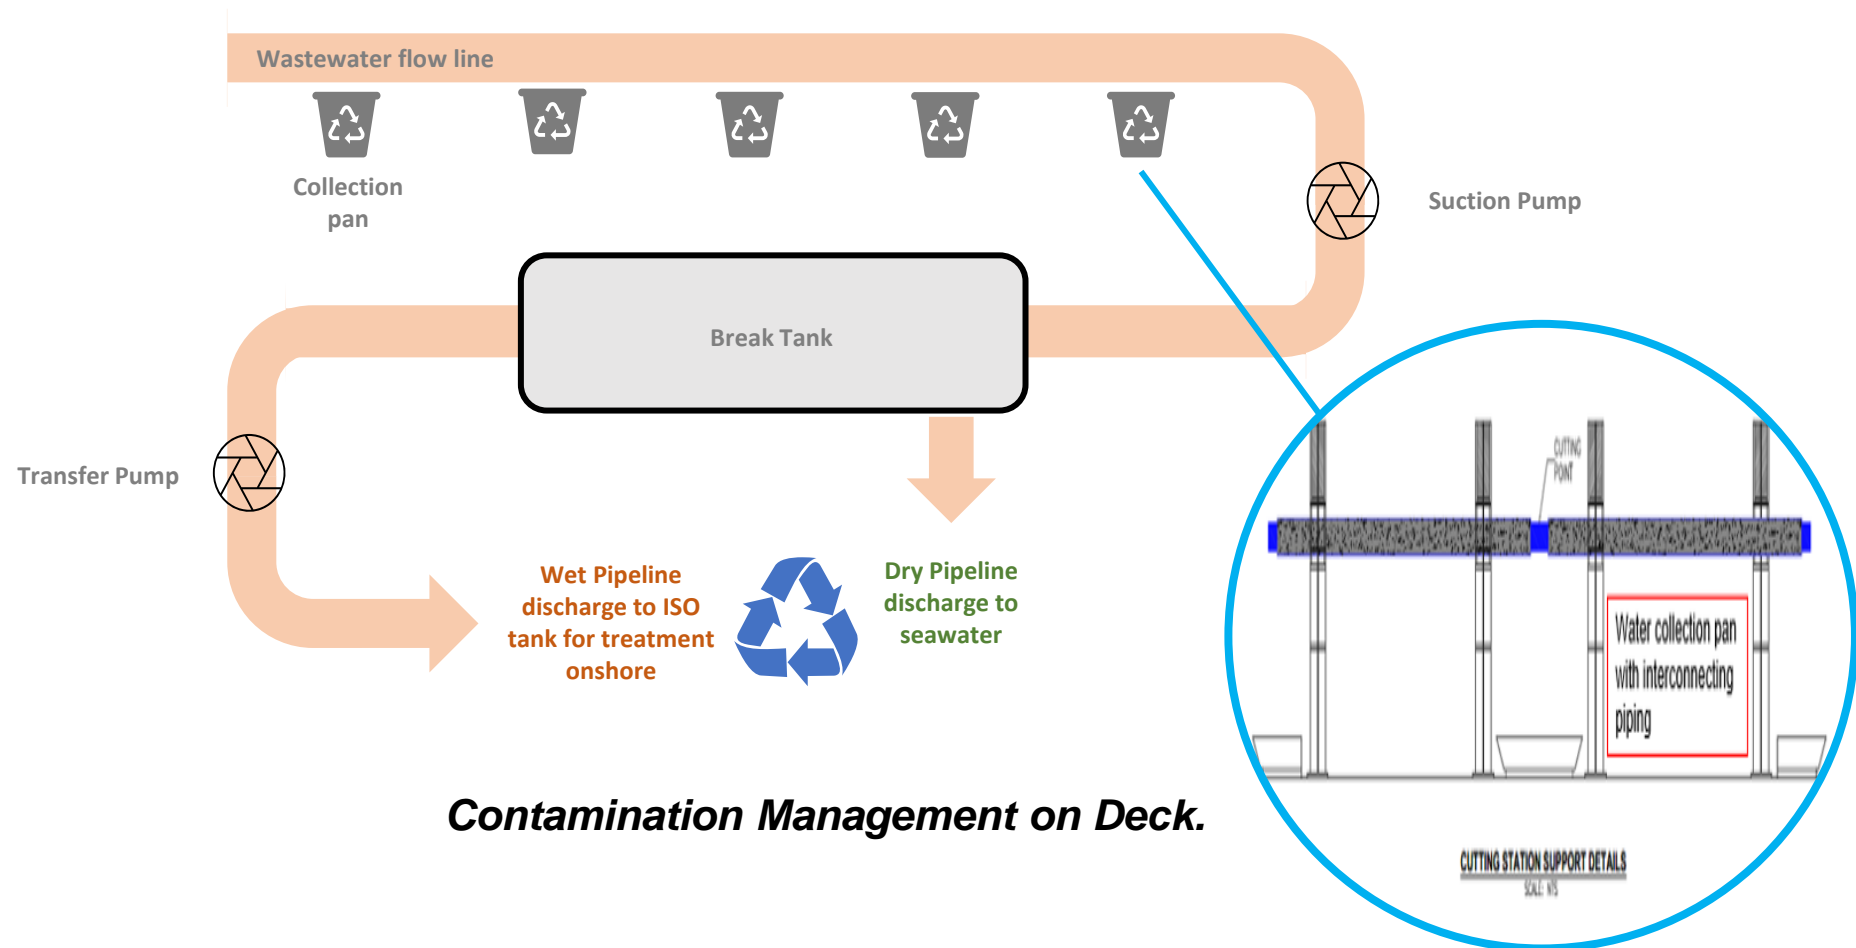 Wastewater flow line
Collection
pan
Suction Pump
Break Tank
Transfer Pump
Wet Pipeline
discharge to ISO
tank for treatment
onshore
Dry Pipeline
discharge to
seawater
CUTTING
POINT
Water collection pan
with interconnecting
piping
CUTTING STATION SUPPORT DETAILS
SCALE: NTS
Contamination Management on Deck.